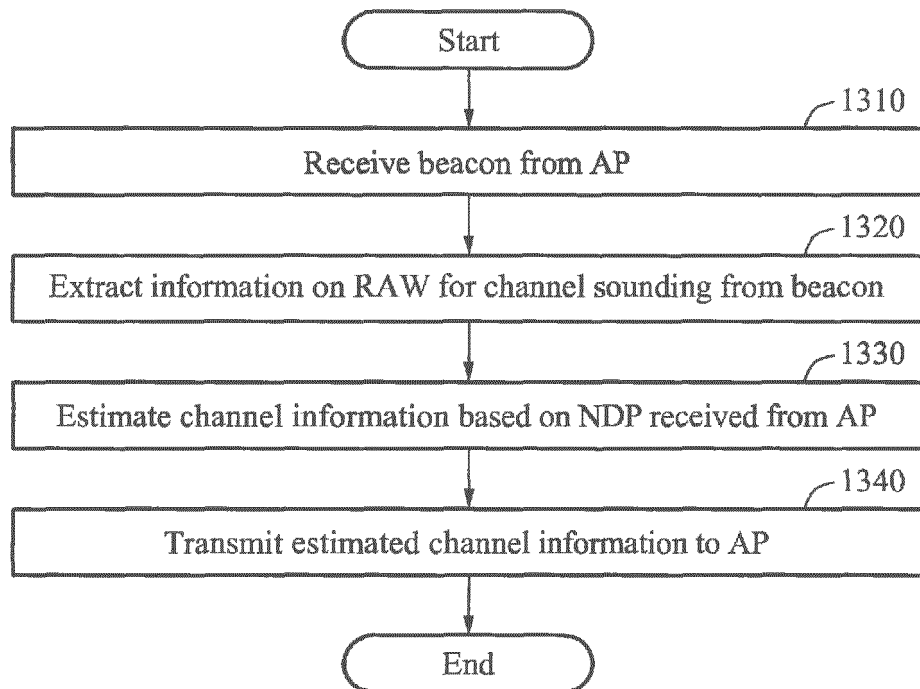 Start
1310
Receive beacon from AP
1320
Extract information on RAW for channel sounding from beacon
1330
Estimate channel information based on NDP received from AP
1340
Transmit estimated channel information to AP
End